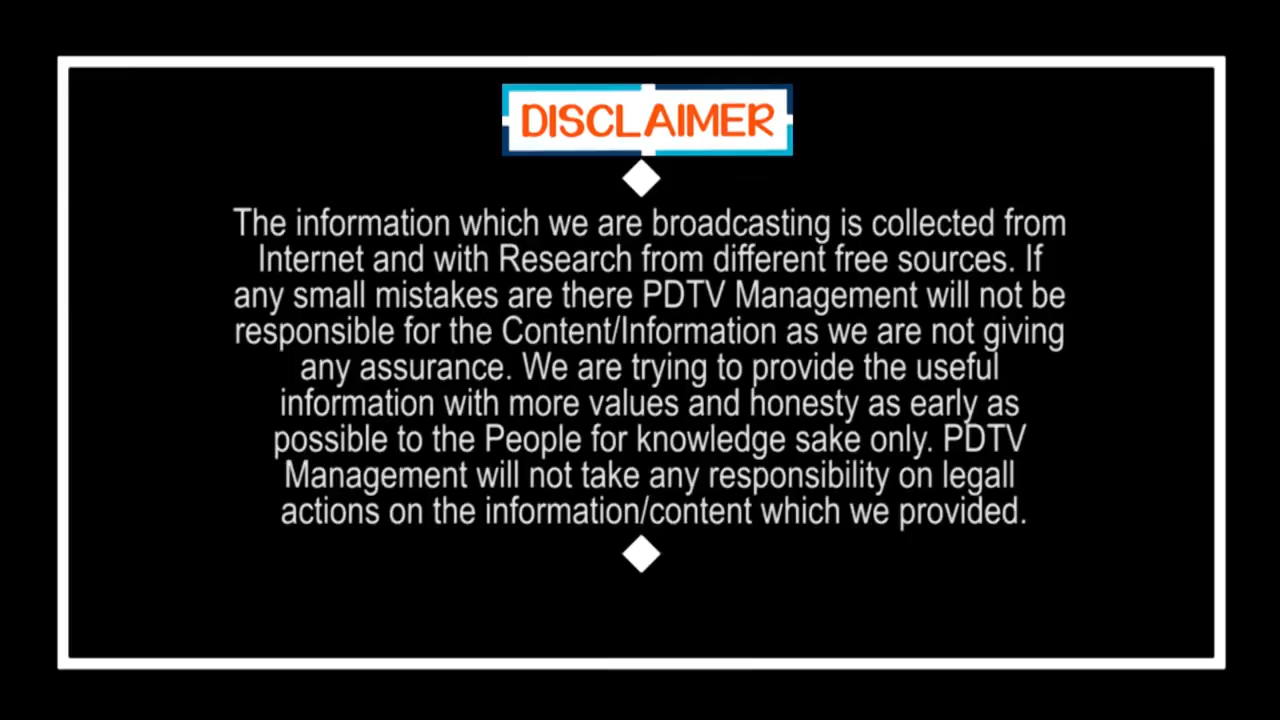 DISCLAIMER
The information which we are broadcasting is collected from
Internet and with Research from different free sources. If
any small mistakes are there PDTV Management will not be
responsible for the Content/Information as we are not giving
any assurance. We are trying to provide the useful
information with more values and honesty as early as
possible to the People for knowledge sake only. PDTV
Management will not take any responsibility on legall
actions on the information/content which we provided.